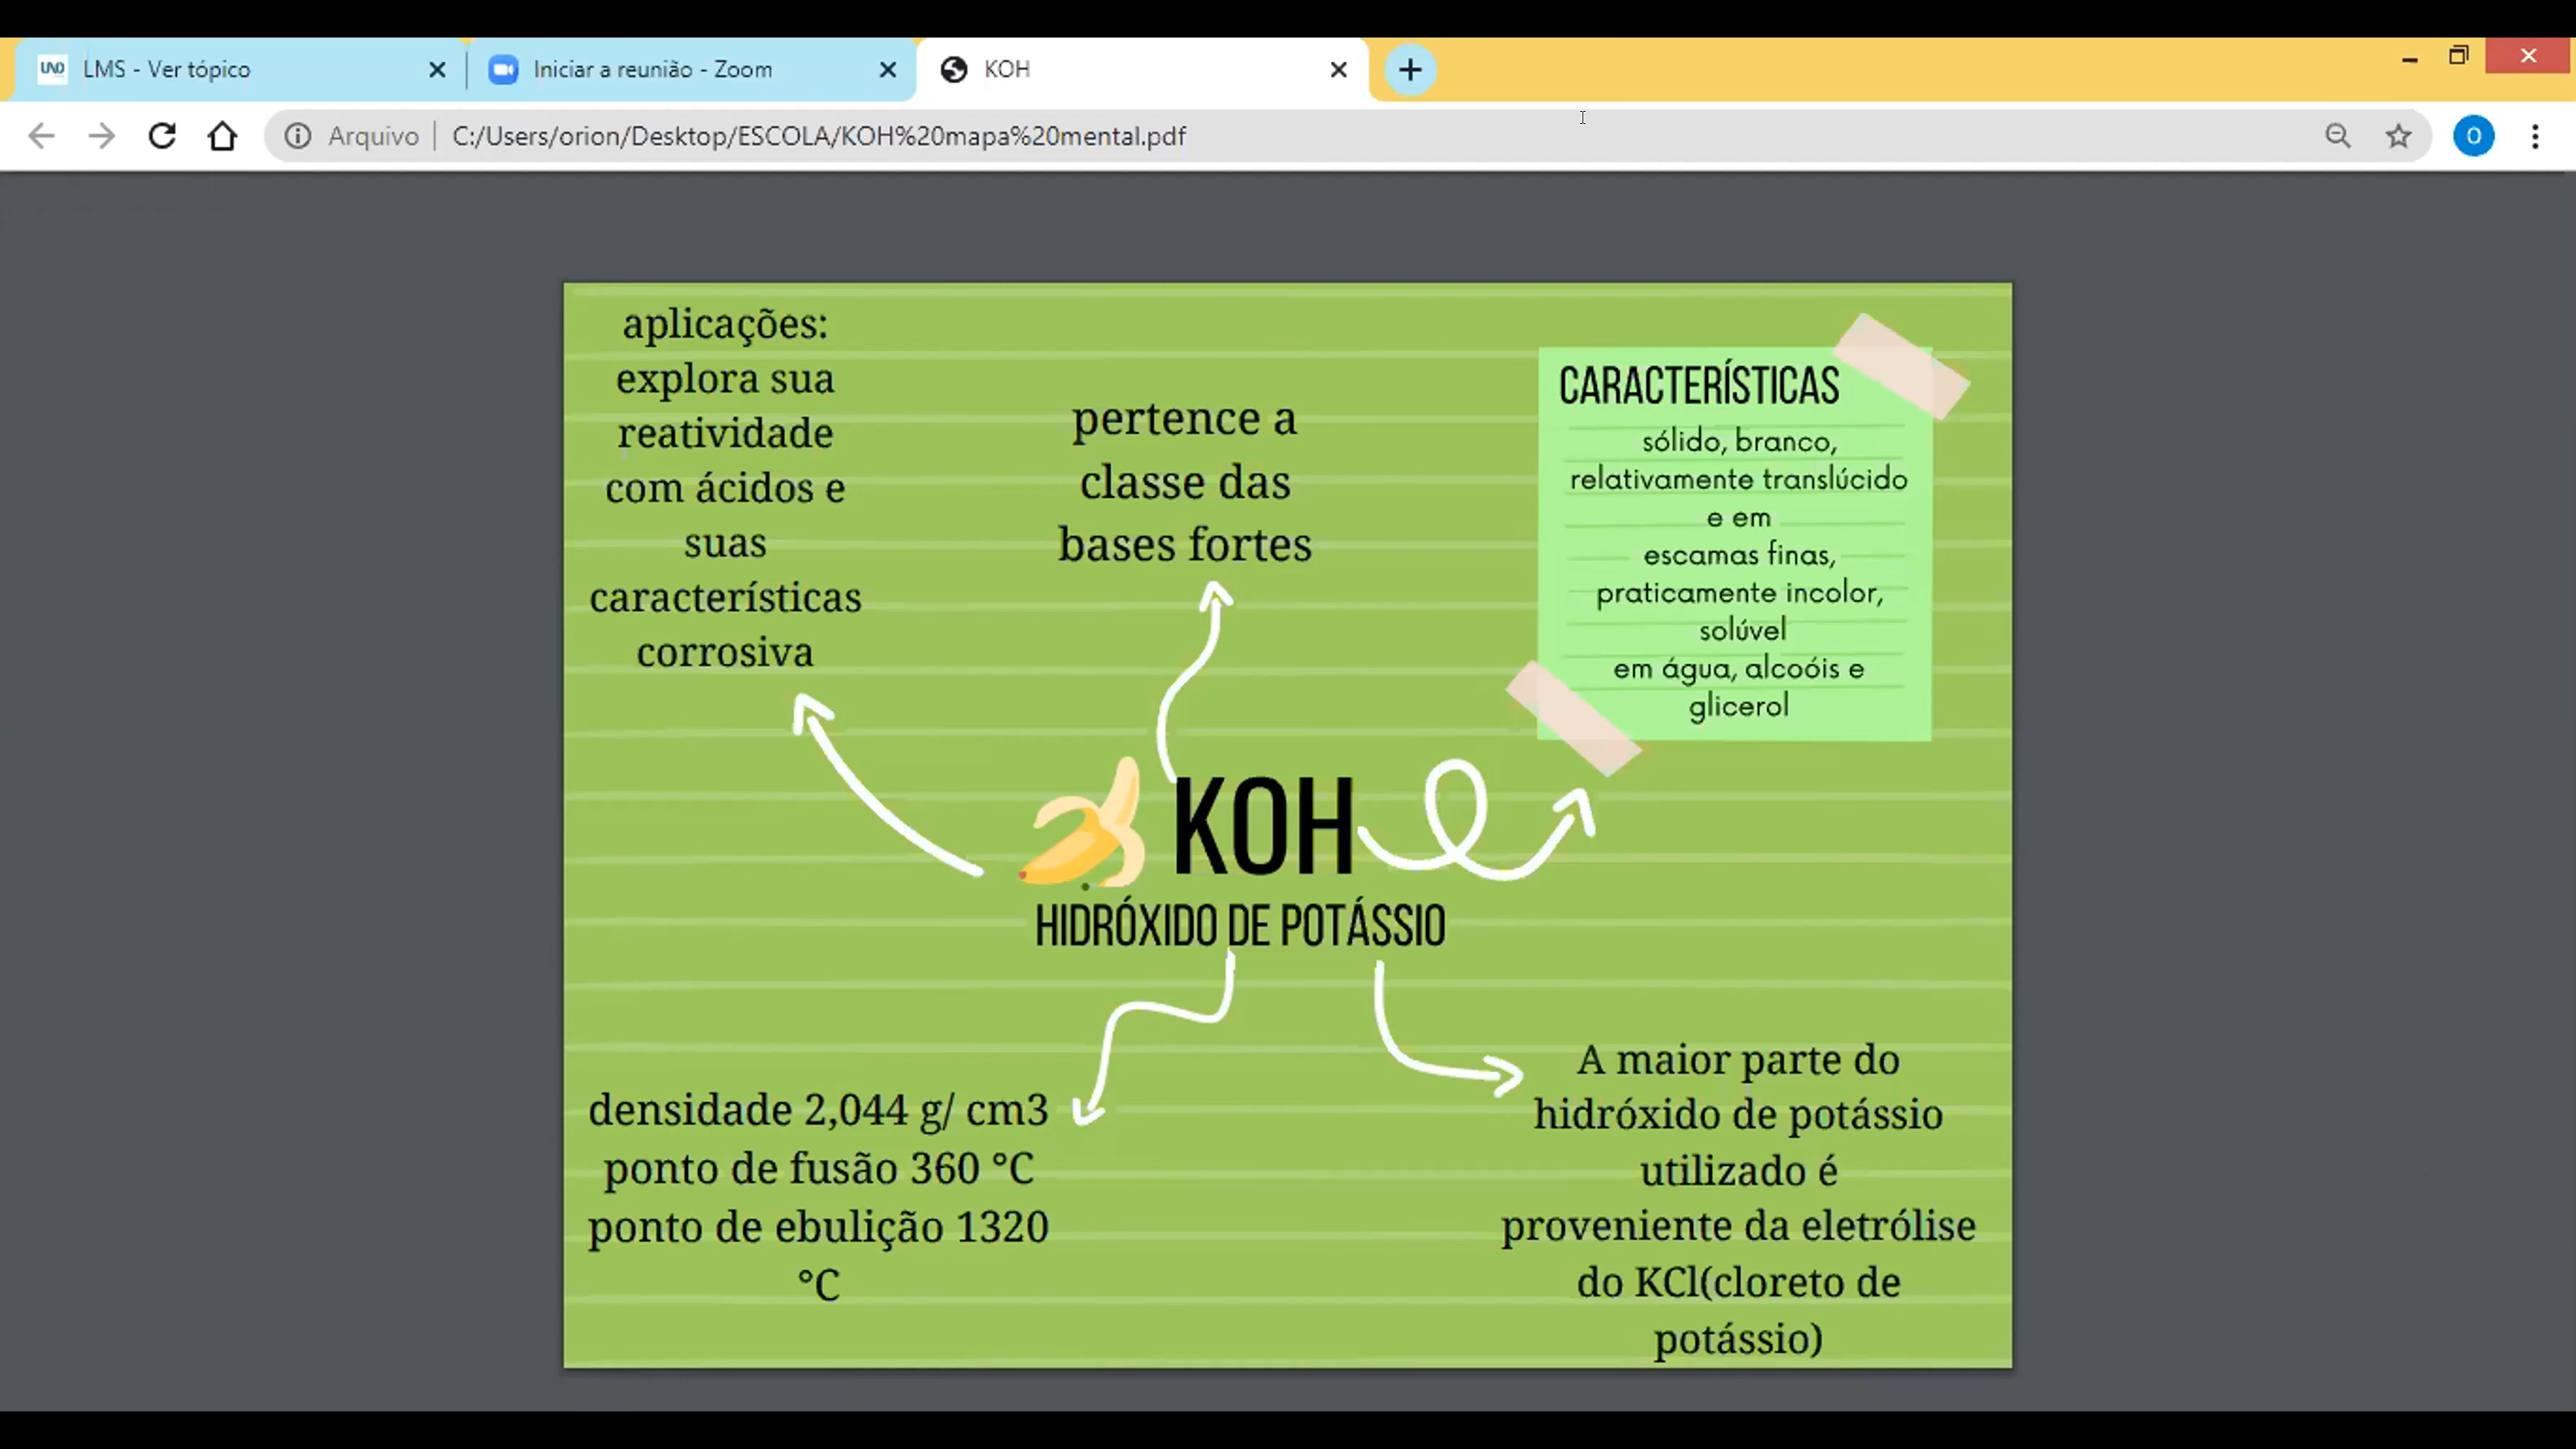 UND LMS - Ver tópico
Iniciar a reunião - Zoom
KOH
Arquivo C:/Users/orion/Desktop/ESCOLA/KOH%20mapa%20mental.pdf
O
aplicações:
explora sua
reatividade
com ácidos e
suas
características
corrosiva
pertence a
classe das
bases fortes
CARACTERÍSTICAS
sólido, branco,
relativamente translúcido
e em
escamas finas,
praticamente incolor,
solúvel
em água, alcoóis e
glicerol
KOH
HIDRÓXIDO DE POTÁSSIO
densidade 2,044 g/ cm3
ponto de fusão 360 °C
ponto de ebulição 1320
°C
A maior parte do
hidróxido de potássio
utilizado é
proveniente da eletrólise
do KCl(cloreto de
potássio)